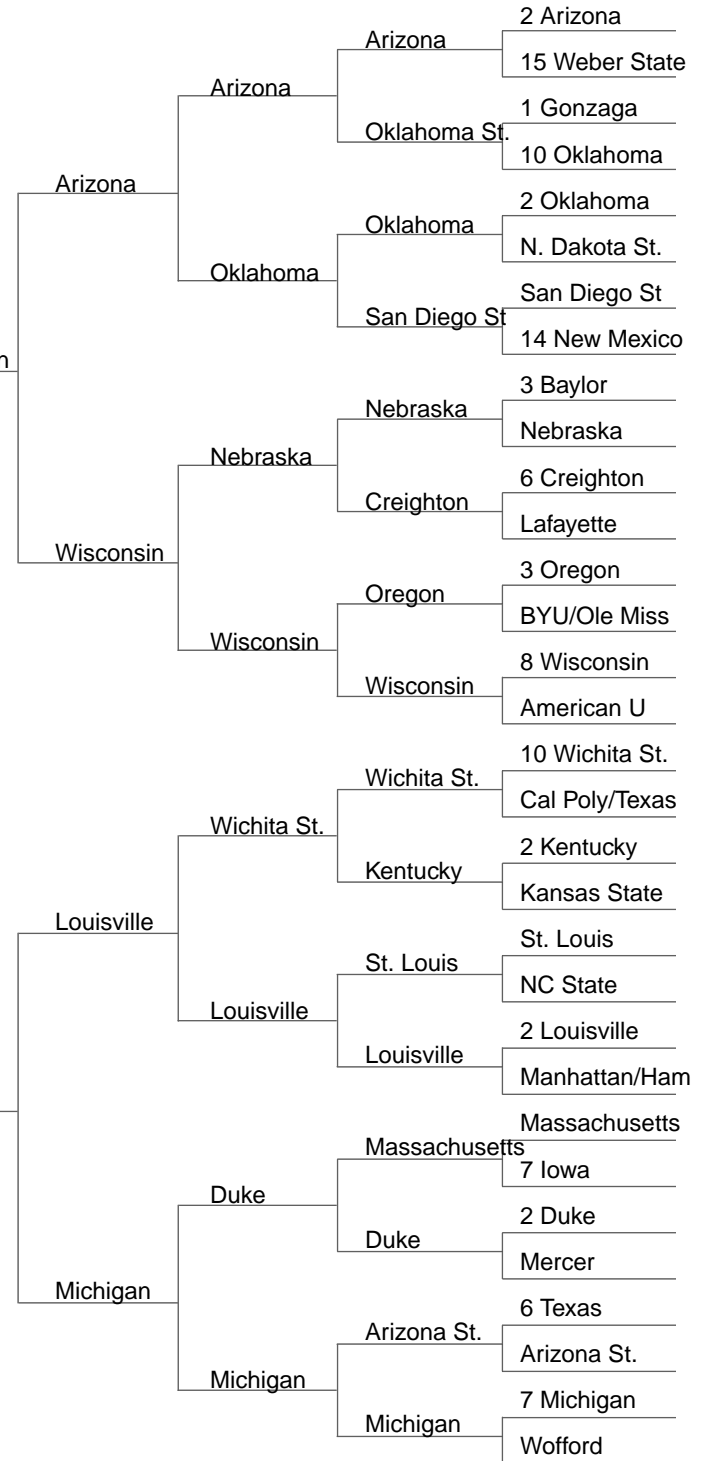 2 Arizona
Arizona
15 Weber State
Arizona
1 Gonzaga
Oklahoma St.
10 Oklahoma
Arizona
2 Oklahoma
Oklahoma
N. Dakota St.
Oklahoma
San Diego St
San Diego St
14 New Mexico
n
3 Baylor
Nebraska
Nebraska
Nebraska
6 Creighton
Creighton
Lafayette
Wisconsin
3 Oregon
Oregon
BYU/Ole Miss
Wisconsin
8 Wisconsin
Wisconsin
American U
10 Wichita St.
Wichita St.
Cal Poly/Texas
Wichita St.
2 Kentucky
Kentucky
Kansas State
Louisville
St. Louis
St. Louis
NC State
Louisville
2 Louisville
Louisville
Manhattan/Ham
Massachusetts
Massachusetts
7 Iowa
Duke
2 Duke
Duke
Mercer
Michigan
6 Texas
Arizona St.
Arizona St.
Michigan
7 Michigan
Michigan
Wofford